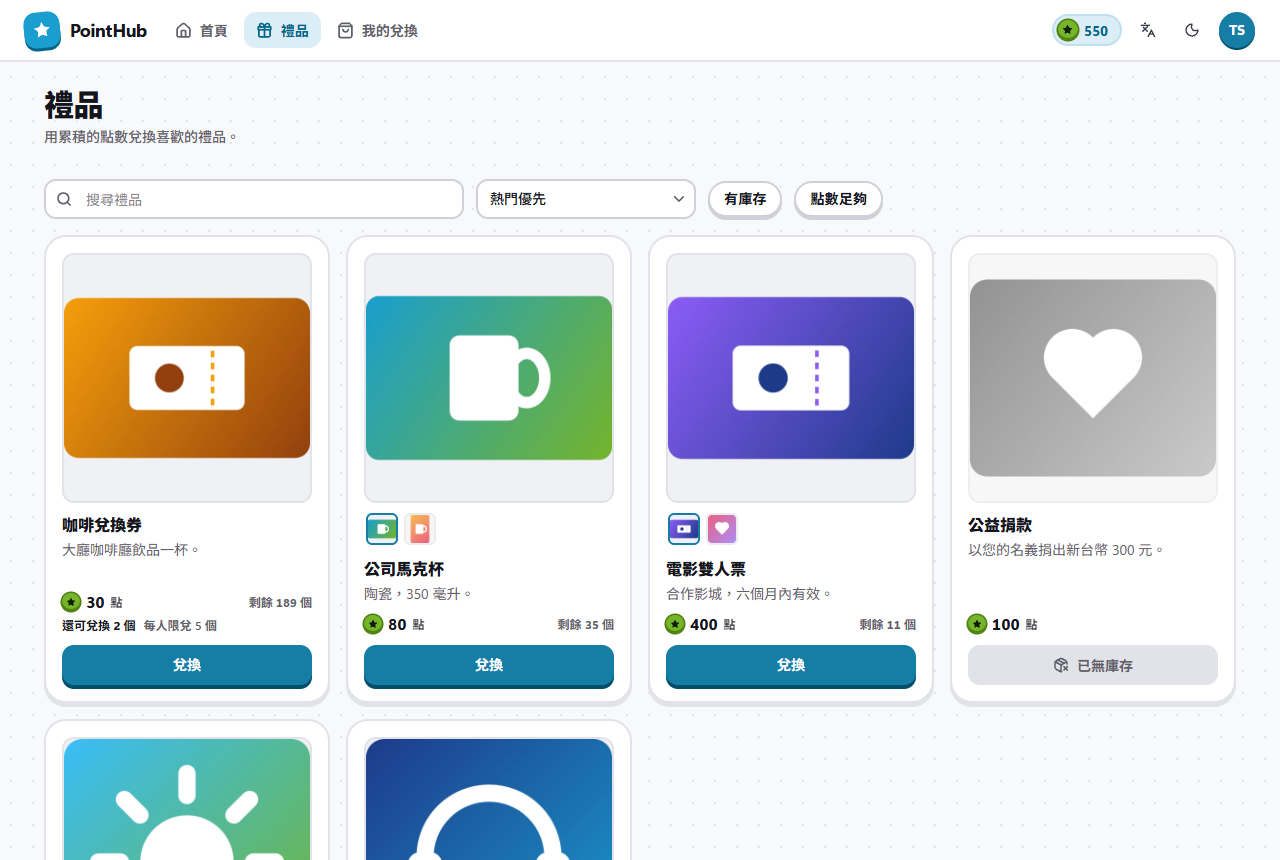 PointHub
首頁
禮品
我的兌換
550
TS
禮品
用累積的點數兌換喜歡的禮品。
搜尋禮品
熱門優先
有庫存
點數足夠
咖啡兌換券
大廳咖啡廳飲品一杯。
30 點
剩餘 189 個
還可兌換 2 個 每人限兌 5 個
兌換
公司馬克杯
陶瓷，350 毫升。
80 點
剩餘 35 個
兌換
電影雙人票
合作影城，六個月內有效。
400 點
剩餘 11 個
兌換
公益捐款
以您的名義捐出新台幣 300 元。
100 點
已無庫存